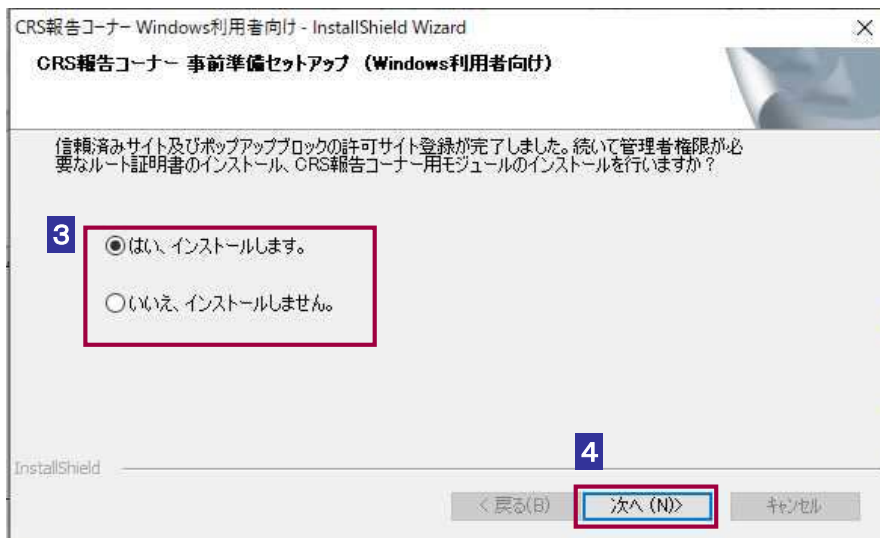 CRS報告コーナー Windows利用者向け - InstallShield Wizard
CRS報告コーナー 事前準備セットアップ （Windows利用者向け）
信頼済みサイト及びポップアップブロックの許可サイト登録が完了しました。続いて管理者権限が必
要なルート証明書のインストール、CRS報告コーナー用モジュールのインストールを行いますか？
3
はい、インストールします。
いいえ、インストールしません。
4
InstallShield
< 戻る(B)
次へ (N)>
キャンセル